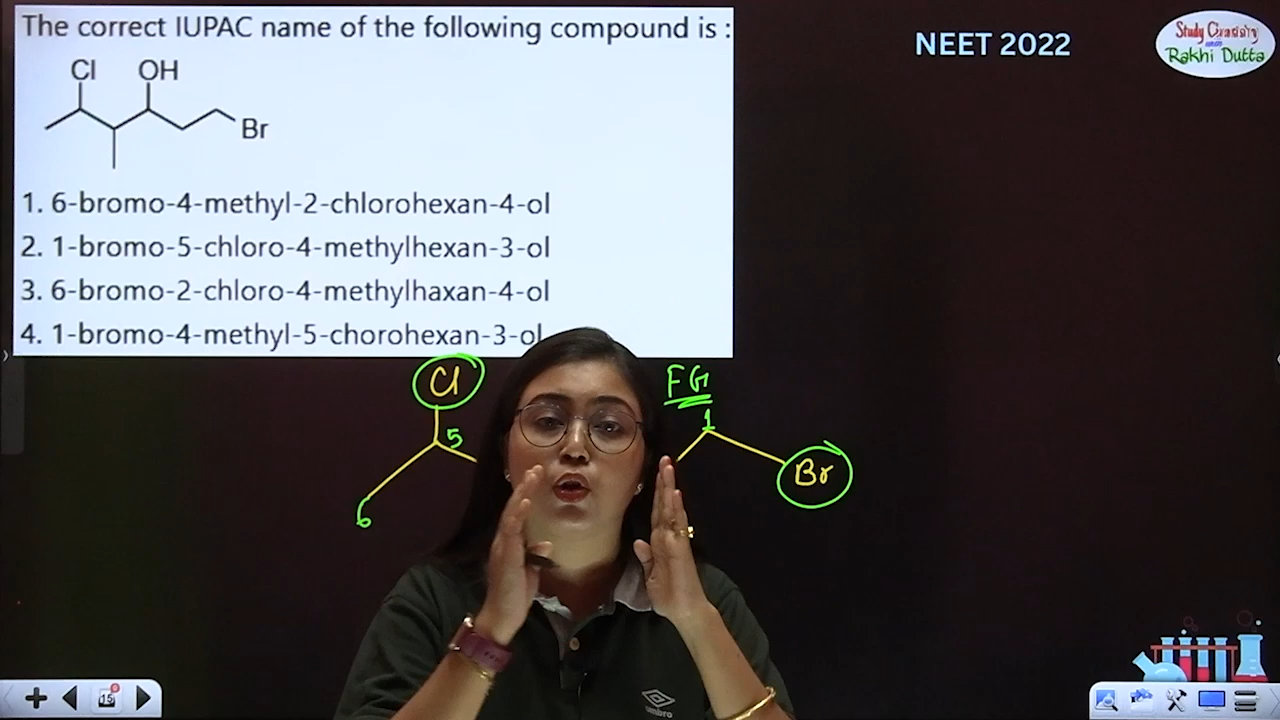 The correct IUPAC name of the following compound is :
Cl OH
Br
1. 6-bromo-4-methyl-2-chlorohexan-4-ol
2. 1-bromo-5-chloro-4-methylhexan-3-ol
3. 6-bromo-2-chloro-4-methylhaxan-4-ol
4. 1-bromo-4-methyl-5-chorohexan-3-ol
NEET 2022
Study Chemistry
Rakhi Dutta
Cl FG
5 1
Br
6
umbro
15